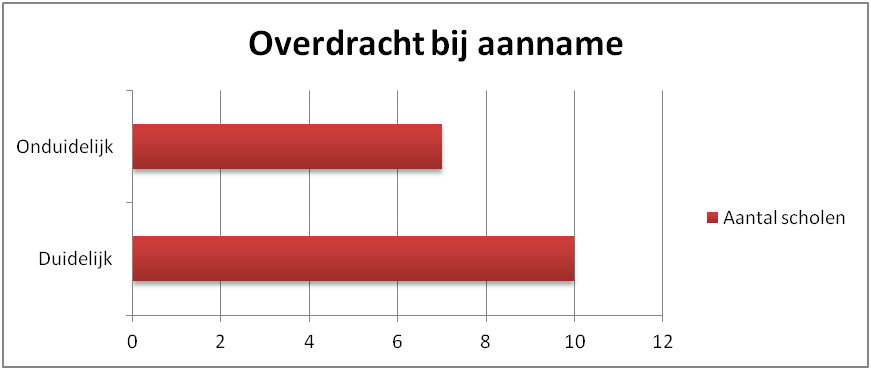 Overdracht bij aanname
Onduidelijk
Duidelijk
Aantal scholen
0 2 4 6 8 10 12